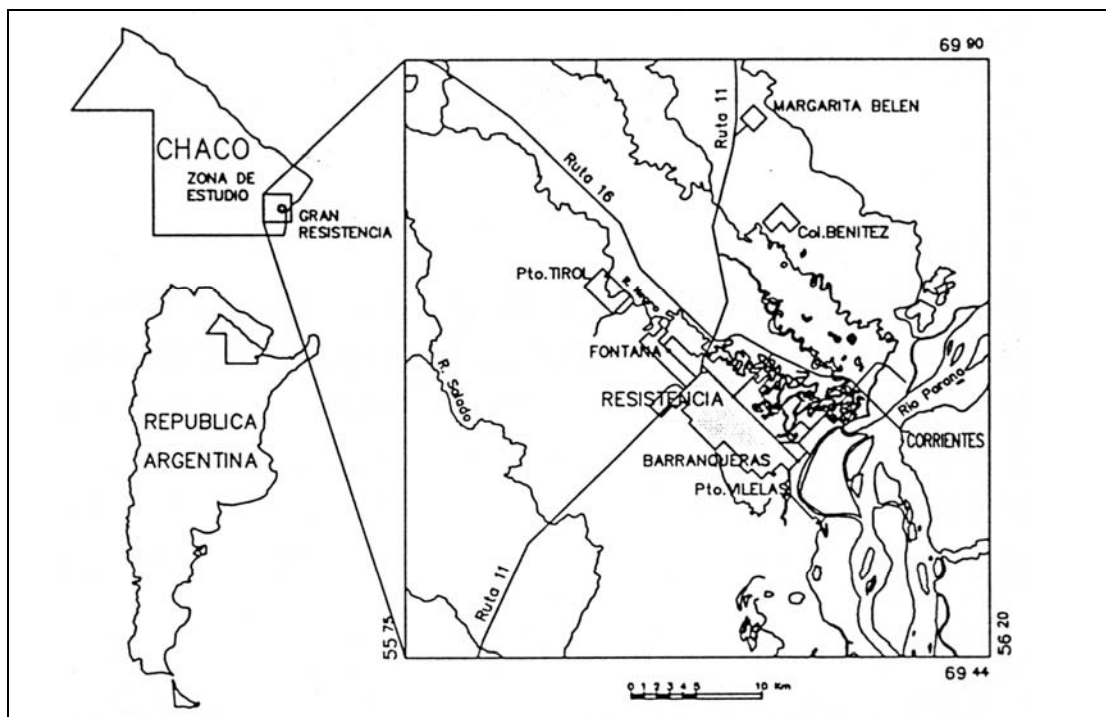 69 90
MARGARITA BELEN
Ruta 11
CHACO
ZONA DE
ESTUDIO
GRAN
RESISTENCIA
Ruta 16
Col.BENITEZ
Pto.TIROL
R. Negro
FONTANA
R. Salado
RESISTENCIA
Rio Parana
CORRIENTES
REPUBLICA
ARGENTINA
BARRANQUERAS
Pto.VILELAS
Ruta 11
55 75
56 20
69 44
0 1 2 3 4 5 10 Km